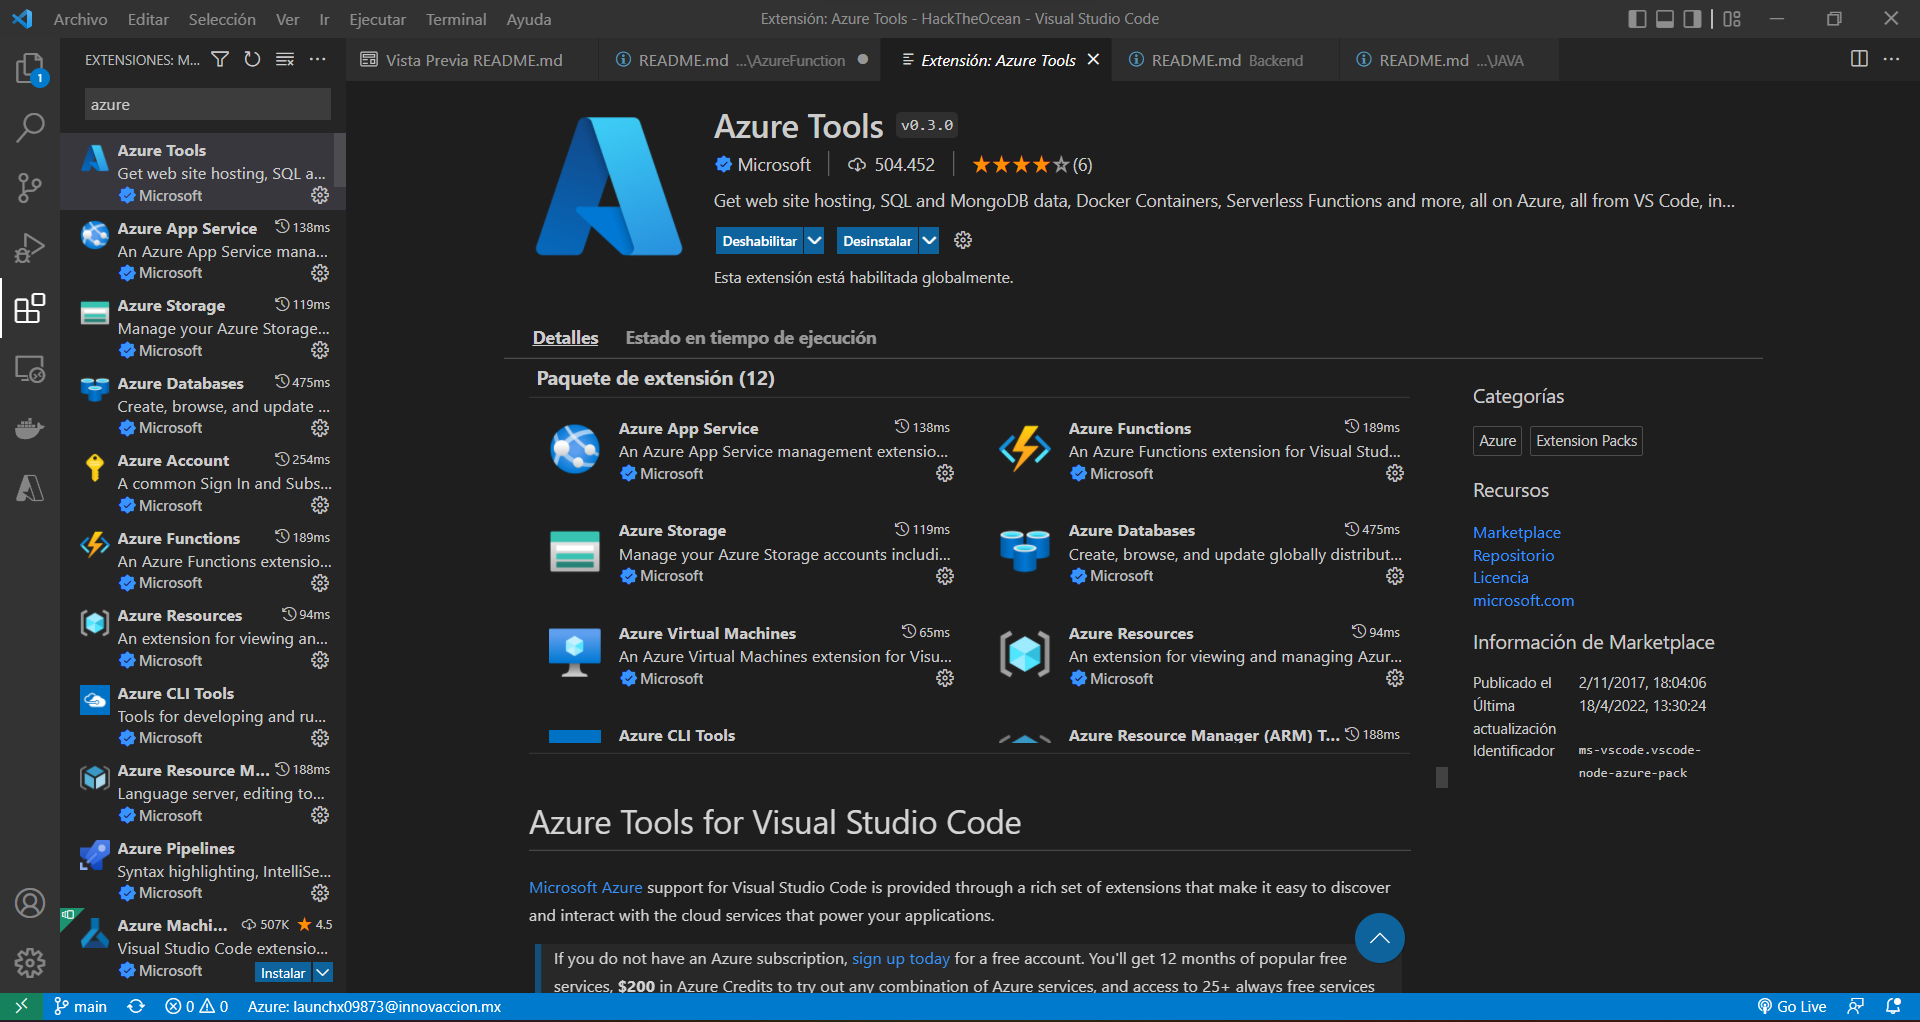 Archivo Editar Selección Ver Ir Ejecutar Terminal Ayuda
Extensión: Azure Tools - HackTheOcean - Visual Studio Code
1
EXTENSIONES: M...
azure
Azure Tools
Get web site hosting, SQL a...
Microsoft
Azure App Service 138ms
An Azure App Service mana...
Microsoft
Azure Storage 119ms
Manage your Azure Storage...
Microsoft
Azure Databases 475ms
Create, browse, and update ...
Microsoft
Azure Account 254ms
A common Sign In and Subs...
Microsoft
Azure Functions 189ms
An Azure Functions extensio...
Microsoft
Azure Resources 94ms
An extension for viewing an...
Microsoft
Azure CLI Tools
Tools for developing and ru...
Microsoft
Azure Resource M... 188ms
Language server, editing to...
Microsoft
Azure Pipelines
Syntax highlighting, IntelliSe...
Microsoft
Azure Machi... 507K 4.5
Visual Studio Code extensio...
Microsoft
Instalar
Vista Previa README.md
README.md ...\AzureFunction
Extensión: Azure Tools
README.md Backend
README.md ...\JAVA
Azure Tools v0.3.0
Microsoft 504.452 (6)
Get web site hosting, SQL and MongoDB data, Docker Containers, Serverless Functions and more, all on Azure, all from VS Code, in...
Deshabilitar Desinstalar
Esta extensión está habilitada globalmente.
Detalles Estado en tiempo de ejecución
Paquete de extensión (12)
Azure App Service 138ms
An Azure App Service management extensio...
Microsoft
Azure Functions 189ms
An Azure Functions extension for Visual Stud...
Microsoft
Azure Storage 119ms
Manage your Azure Storage accounts includi...
Microsoft
Azure Databases 475ms
Create, browse, and update globally distribut...
Microsoft
Azure Virtual Machines 65ms
An Azure Virtual Machines extension for Visu...
Microsoft
Azure Resources 94ms
An extension for viewing and managing Azur...
Microsoft
Azure CLI Tools
Azure Resource Manager (ARM) T... 188ms
Azure Tools for Visual Studio Code
Microsoft Azure support for Visual Studio Code is provided through a rich set of extensions that make it easy to discover
and interact with the cloud services that power your applications.
If you do not have an Azure subscription, sign up today for a free account. You'll get 12 months of popular free
services, $200 in Azure Credits to try out any combination of Azure services, and access to 25+ always free services
Categorías
Azure Extension Packs
Recursos
Marketplace
Repositorio
Licencia
microsoft.com
Información de Marketplace
Publicado el 2/11/2017, 18:04:06
Última 18/4/2022, 13:30:24
actualización
Identificador ms-vscode.vscode-
node-azure-pack
main 0 0 Azure: launchx09873@innovaccion.mx
Go Live